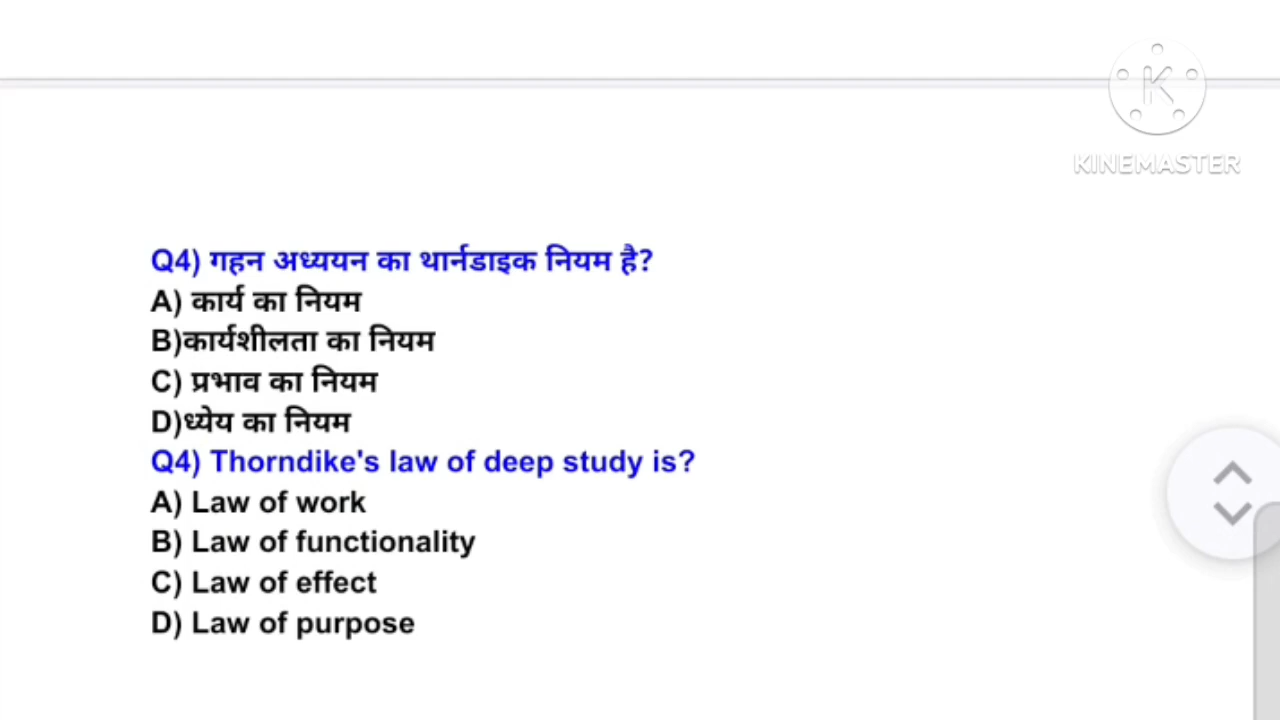 KINEMASTER
Q4) गहन अध्ययन का थार्नडाइक नियम है?
A) कार्य का नियम
B)कार्यशीलता का नियम
C) प्रभाव का नियम
D)ध्येय का नियम
Q4) Thorndike's law of deep study is?
A) Law of work
B) Law of functionality
C) Law of effect
D) Law of purpose